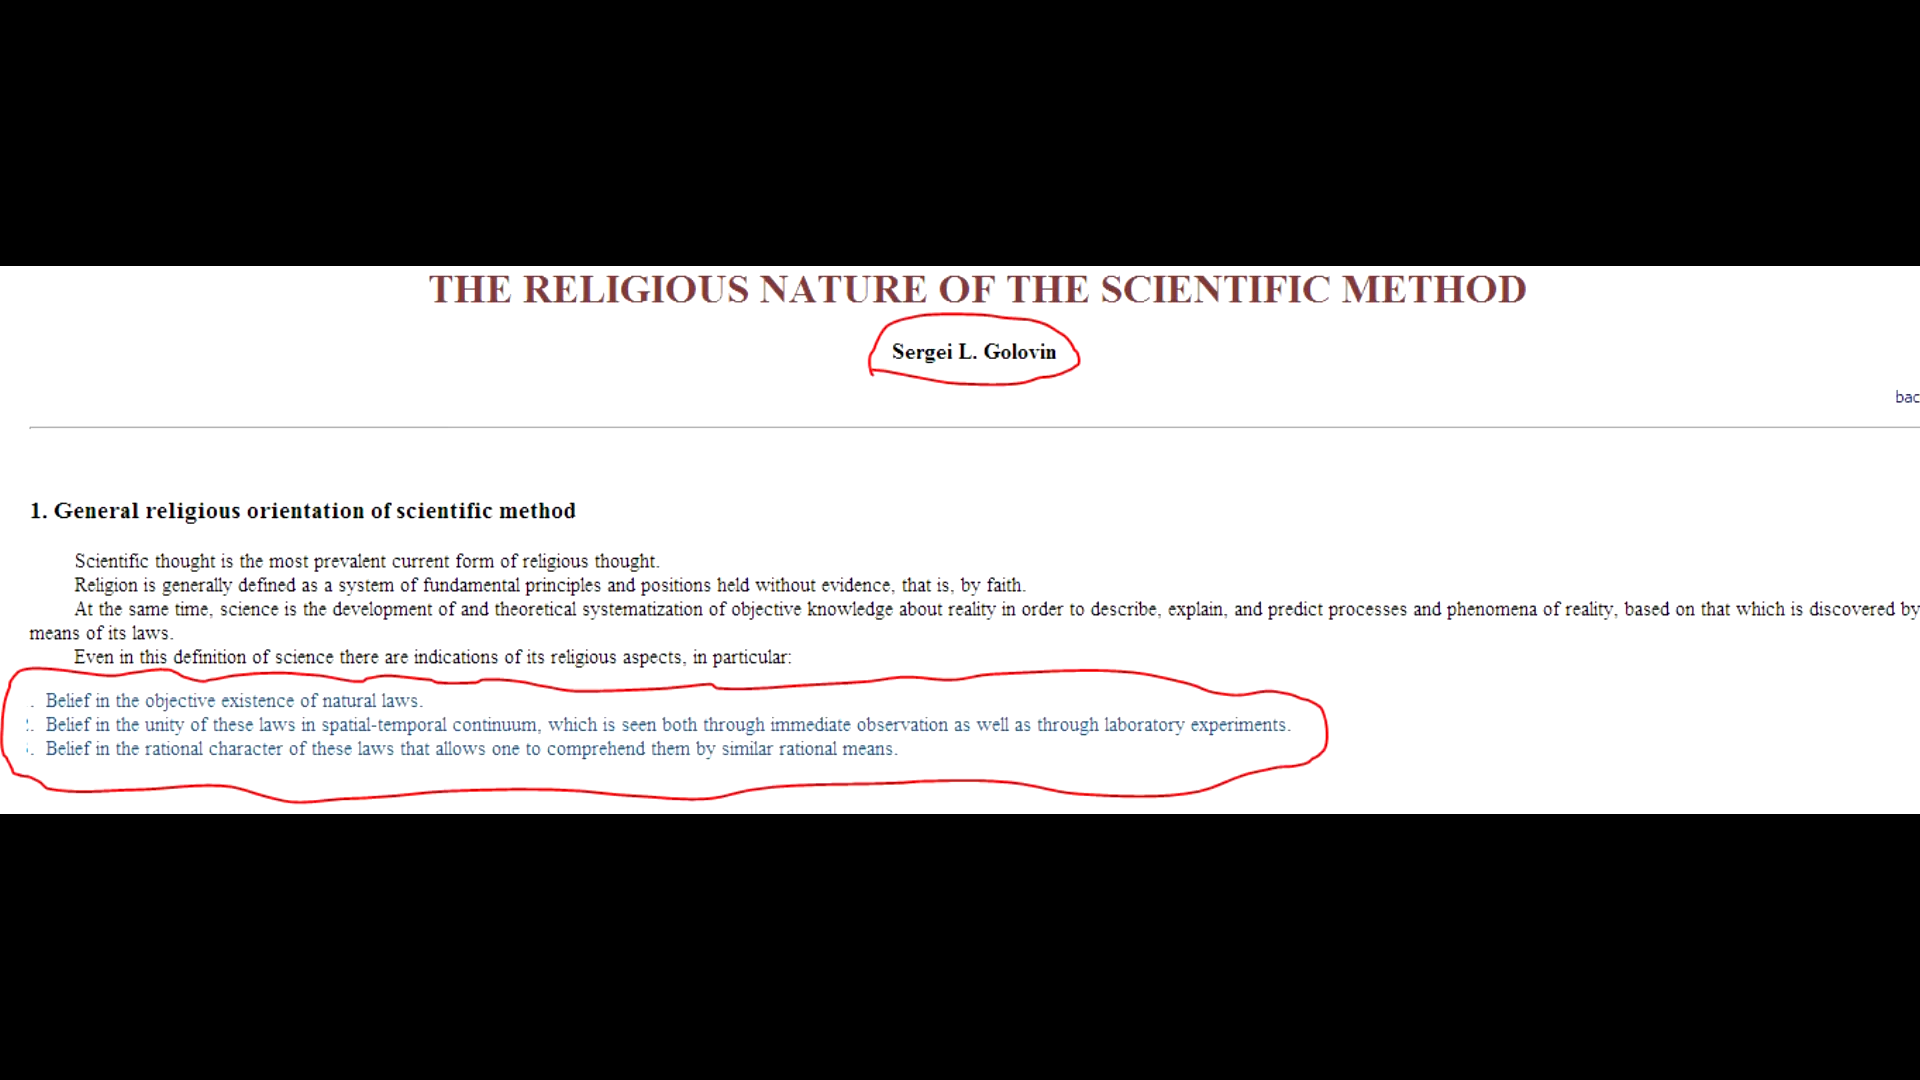 THE RELIGIOUS NATURE OF THE SCIENTIFIC METHOD
Sergei L. Golovin
bac
1. General religious orientation of scientific method
Scientific thought is the most prevalent current form of religious thought.
Religion is generally defined as a system of fundamental principles and positions held without evidence, that is, by faith.
At the same time, science is the development of and theoretical systematization of objective knowledge about reality in order to describe, explain, and predict processes and phenomena of reality, based on that which is discovered by
means of its laws.
Even in this definition of science there are indications of its religious aspects, in particular:
. Belief in the objective existence of natural laws.
. Belief in the unity of these laws in spatial-temporal continuum, which is seen both through immediate observation as well as through laboratory experiments.
. Belief in the rational character of these laws that allows one to comprehend them by similar rational means.